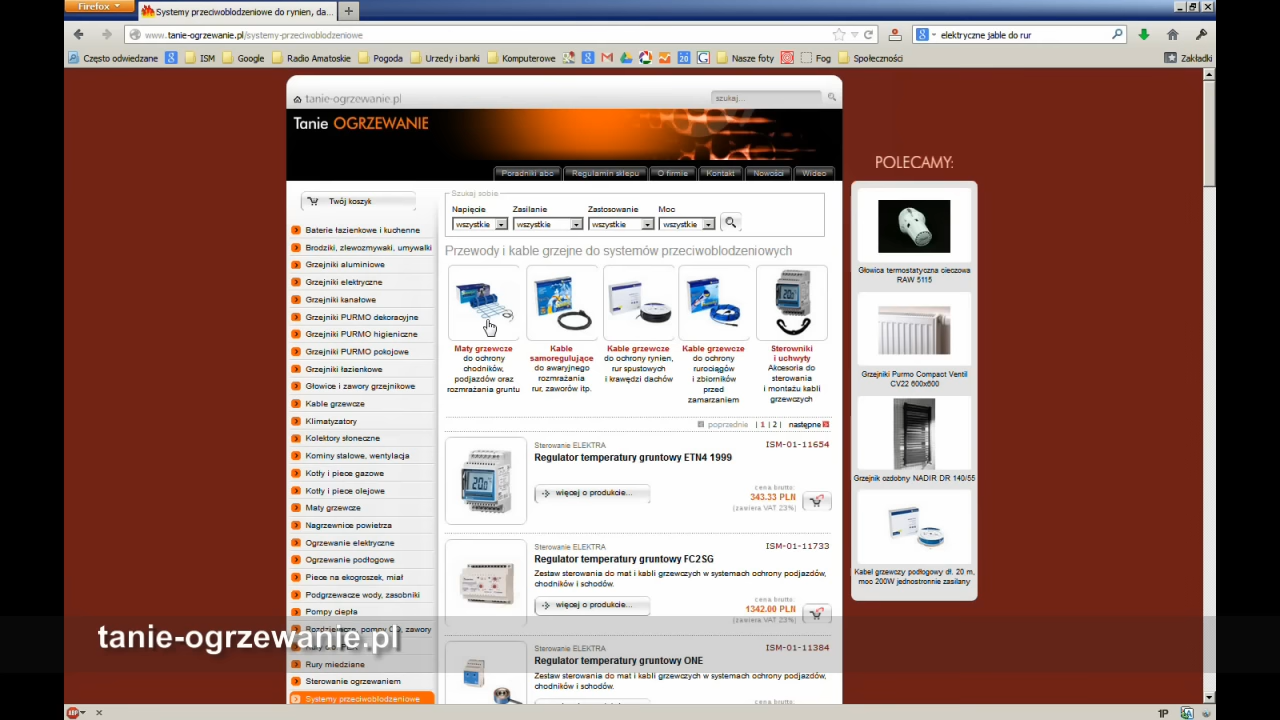 Firefox
Systemy przeciwoblodzeniowe do rynien, da...
www.tanie-ogrzewanie.pl/systemy-przeciwoblodzeniowe
elektryczne jable do rur
Często odwiedzane
ISM
Google
Radio Amatoskie
Pogoda
Urzedy i banki
Komputerowe
Nasze foty
Fog
Społeczności
Zakładki
tanie-ogrzewanie.pl
szukaj...
Tanie OGRZEWANIE
Poradniki abc
Regulamin sklepu
O firmie
Kontakt
Nowości
Wideo
POLECAMY:
Twój koszyk
Baterie łazienkowe i kuchenne
Brodziki, zlewozmywaki, umywalki
Grzejniki aluminiowe
Grzejniki elektryczne
Grzejniki kanałowe
Grzejniki PURMO dekoracyjne
Grzejniki PURMO higieniczne
Grzejniki PURMO pokojowe
Grzejniki łazienkowe
Głowice i zawory grzejnikowe
Kable grzewcze
Klimatyzatory
Kolektory słoneczne
Kominy stalowe, wentylacja
Kotły i piece gazowe
Kotły i piece olejowe
Maty grzewcze
Nagrzewnice powietrza
Ogrzewanie elektryczne
Ogrzewanie podłogowe
Piece na ekogroszek, miał
Podgrzewacze wody, zasobniki
Pompy ciepła
Rozdzielacze, pompy CO, zawory
Rury miedziane
Sterowanie ogrzewaniem
Systemy przeciwoblodzeniowe
Szukaj sobie
Napięcie Zasilanie Zastosowanie Moc
wszystkie wszystkie wszystkie wszystkie
Przewody i kable grzejne do systemów przeciwoblodzeniowych
Maty grzewcze
do ochrony
chodników,
podjazdów oraz
rozmrażania gruntu
Kable
samoregulujące
do awaryjnego
rozmrażania
rur, zaworów itp.
Kable grzewcze
do ochrony rynien,
rur spustowych
i krawędzi dachów
Kable grzewcze
do ochrony
rurociągów
i zbiorników
przed
zamarzaniem
Sterowniki
i uchwyty
Akcesoria do
sterowania
i montażu kabli
grzewczych
poprzednie | 1 | 2 | następne
Sterowanie ELEKTRA
ISM-01-11654
Regulator temperatury gruntowy ETN4 1999
więcej o produkcie...
cena brutto:
343.33 PLN
(zawiera VAT 23%)
Sterowanie ELEKTRA
ISM-01-11733
Regulator temperatury gruntowy FC2SG
Zestaw sterowania do mat i kabli grzewczych w systemach ochrony podjazdów,
chodników i schodów.
więcej o produkcie...
cena brutto:
1342.00 PLN
(zawiera VAT 23%)
Sterowanie ELEKTRA
ISM-01-11384
Regulator temperatury gruntowy ONE
Zestaw sterowania do mat i kabli grzewczych w systemach ochrony podjazdów,
chodników i schodów.
Głowica termostatyczna cieczowa
RAW 5115
Grzejniki Purmo Compact Ventil
CV22 600x600
Grzejnik ozdobny NADIR DR 140/55
Kabel grzewczy podłogowy dł. 20 m,
moc 200W jednostronnie zasilany
tanie-ogrzewanie.pl
1P